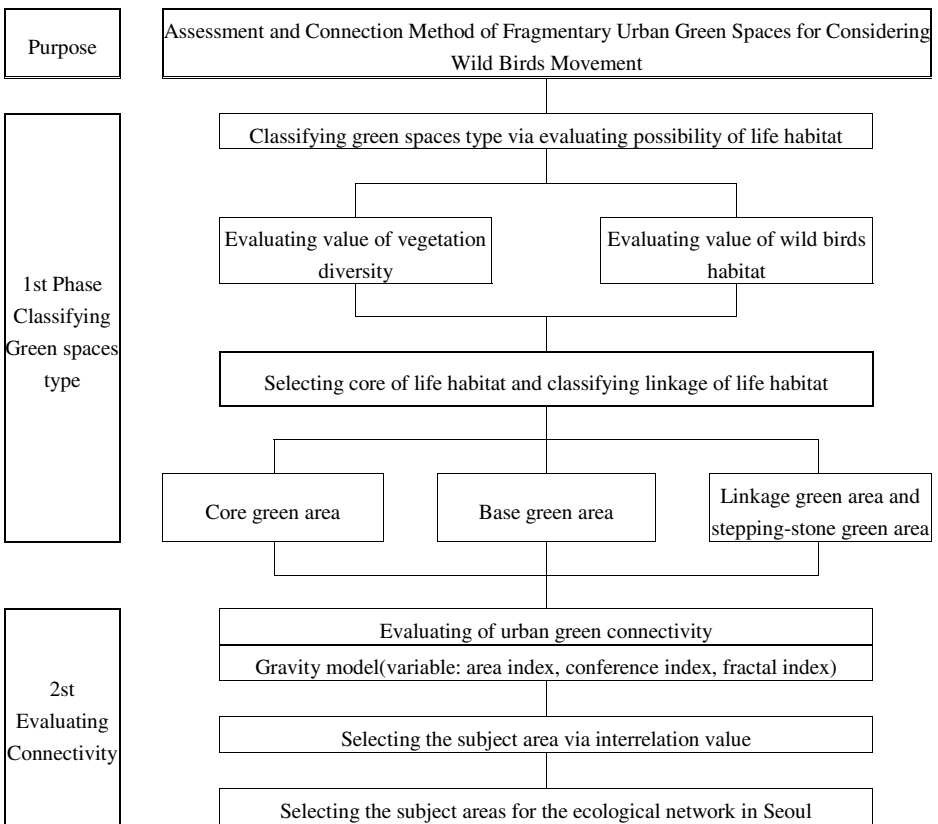 Purpose
Assessment and Connection Method of Fragmentary Urban Green Spaces for Considering
Wild Birds Movement
1st Phase
Classifying
Green spaces
type
Classifying green spaces type via evaluating possibility of life habitat
Evaluating value of vegetation
diversity
Evaluating value of wild birds
habitat
Selecting core of life habitat and classifying linkage of life habitat
Core green area
Base green area
Linkage green area and
stepping-stone green area
2st
Evaluating
Connectivity
Evaluating of urban green connectivity
Gravity model(variable: area index, conference index, fractal index)
Selecting the subject area via interrelation value
Selecting the subject areas for the ecological network in Seoul